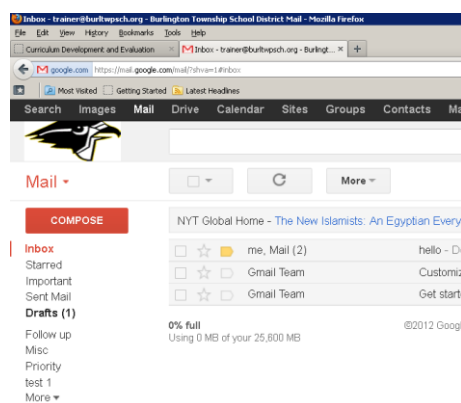 Inbox - trainer@burltwpsch.org - Burlington Township School District Mail - Mozilla Firefox
File Edit View History Bookmarks Tools Help
Curriculum Development and Evaluation × Inbox - trainer@burltwpsch.org - Burlingt... × +
google.com https://mail.google.com/mail/?shva=1#inbox
Most Visited Getting Started Latest Headlines
Search Images Mail Drive Calendar Sites Groups Contacts Ma
Mail
More
COMPOSE
NYT Global Home - The New Islamists: An Egyptian Every
Inbox
me, Mail (2) hello - D
Starred
Gmail Team Customiz
Important
Gmail Team Get start
Sent Mail
Drafts (1)
0% full ©2012 Googl
Using 0 MB of your 25,600 MB
Follow up
Misc
Priority
test 1
More